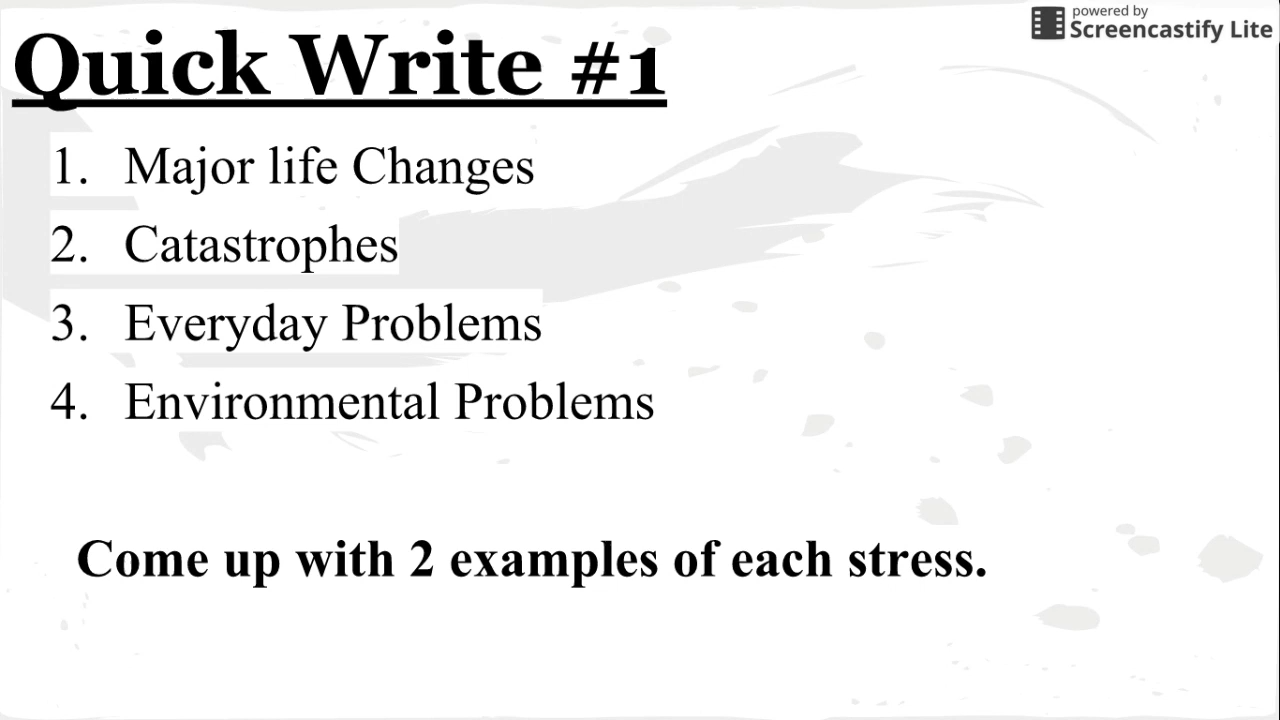 powered by
Screencastify Lite
Quick Write #1
1. Major life Changes
2. Catastrophes
3. Everyday Problems
4. Environmental Problems
Come up with 2 examples of each stress.